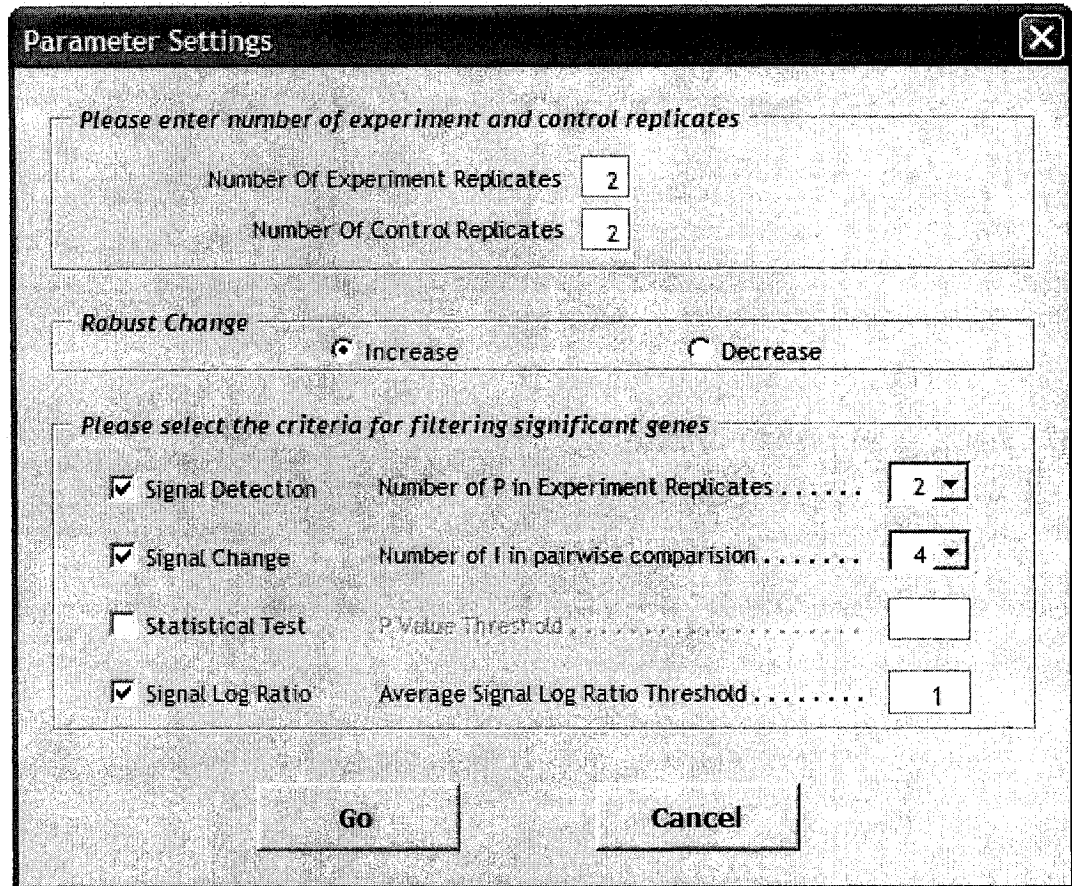 Parameter Settings
Please enter number of experiment and control replicates
Number Of Experiment Replicates 2
Number Of Control Replicates 2
Robust Change
Increase Decrease
Please select the criteria for filtering significant genes
Signal Detection Number of P in Experiment Replicates . . . . . . 2
Signal Change Number of I in pairwise comparision . . . . . . . 4
Statistical Test P Value Threshold . . . . . . . . . . . . . . . . . . . .
Signal Log Ratio Average Signal Log Ratio Threshold . . . . . . . . 1
Go Cancel